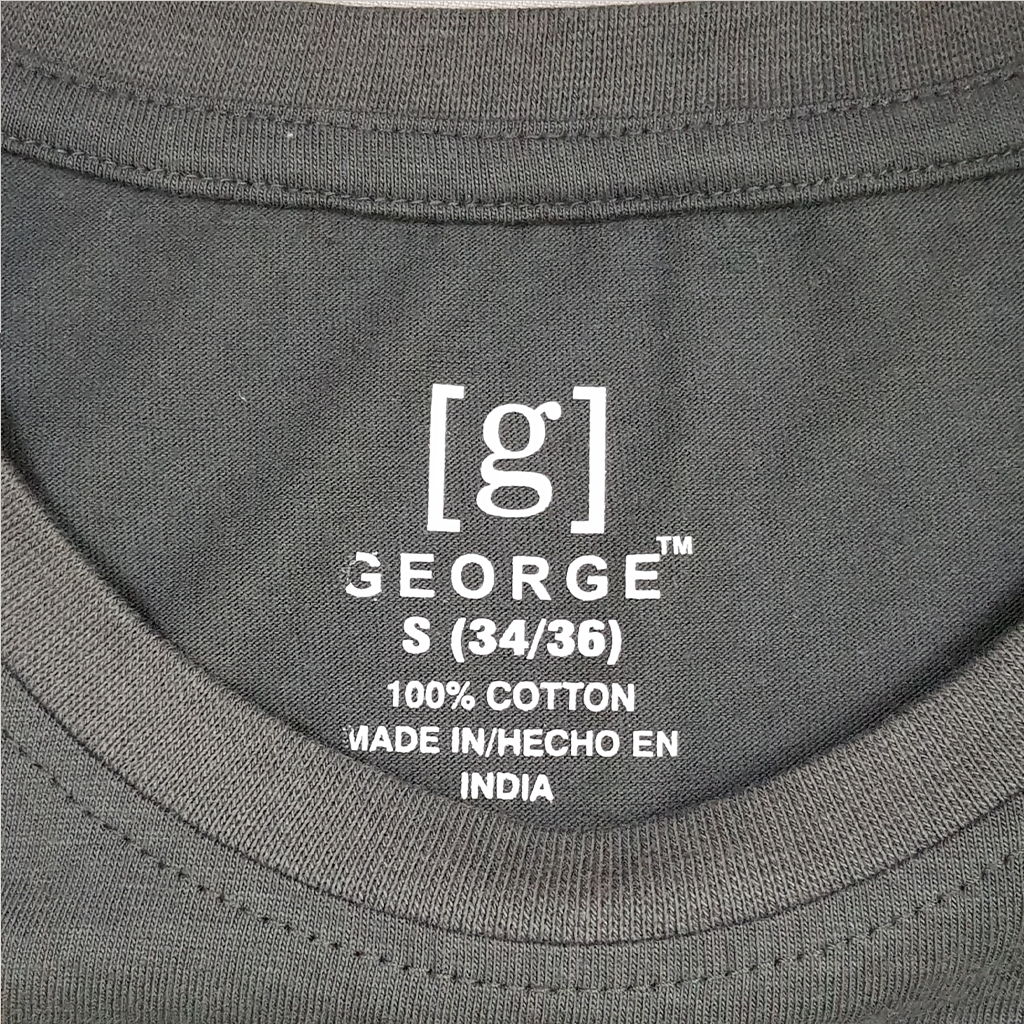 [g]
GEORGE™
S (34/36)
100% COTTON
MADE IN/HECHO EN
INDIA